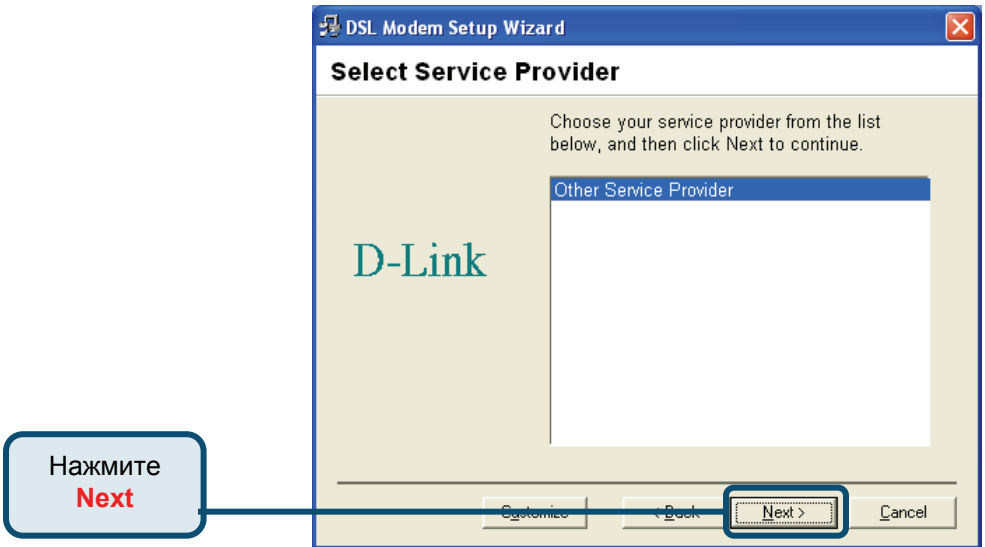 DSL Modem Setup Wizard
Select Service Provider
Choose your service provider from the list
below, and then click Next to continue.
Other Service Provider
D-Link
Нажмите
Next
Customize
< Back
Next >
Cancel